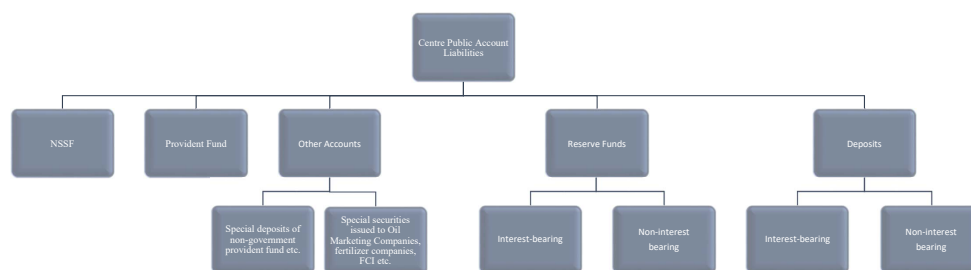 Centre Public Account
Liabilities
NSSF
Provident Fund
Other Accounts
Reserve Funds
Deposits
Special deposits of
non-government
provident fund etc.
Special securities
issued to Oil
Marketing Companies,
fertilizer companies,
FCI etc.
Interest-bearing
Non-interest
bearing
Interest-bearing
Non-interest
bearing